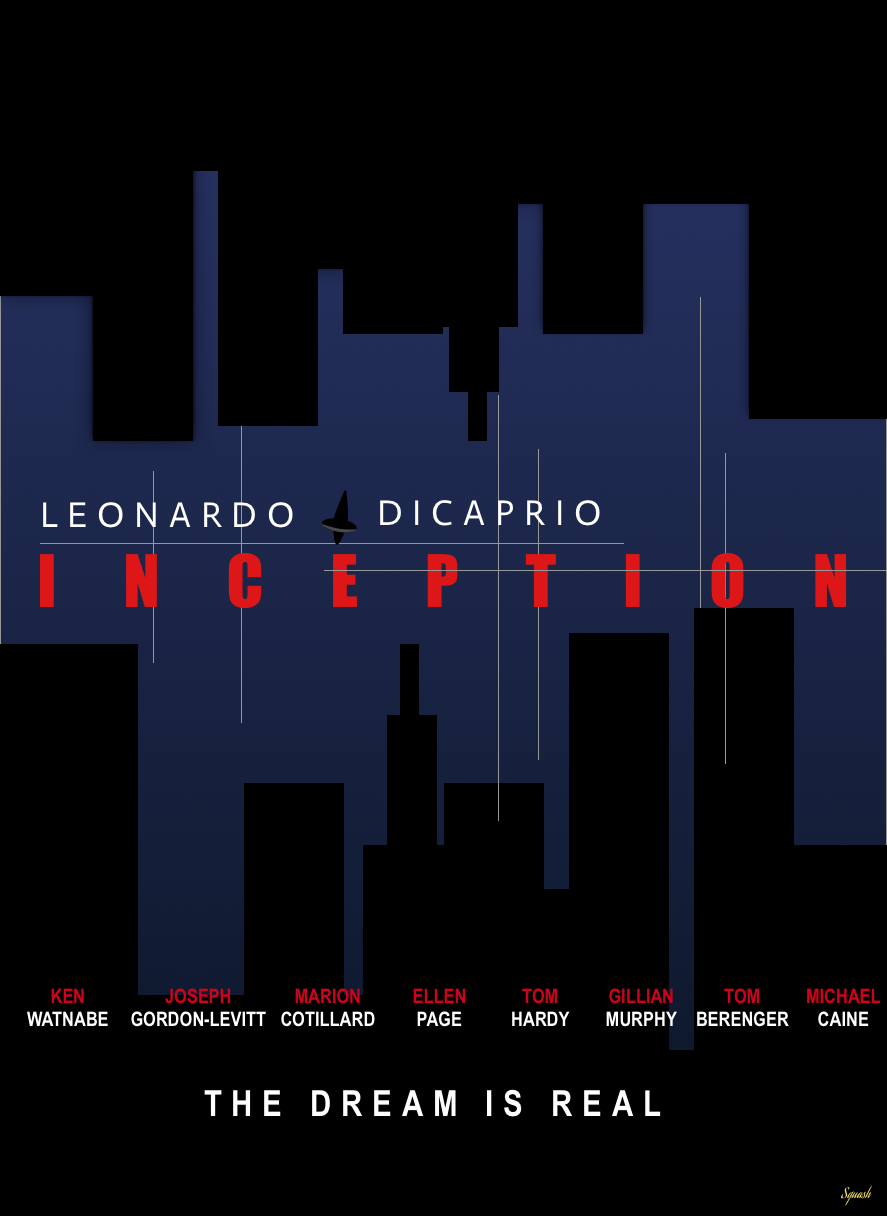 LEONARDO DICAPRIO
INCEPTION
KEN JOSEPH MARION ELLEN TOM GILLIAN TOM MICHAEL
WATNABE GORDON-LEVITT COTILLARD PAGE HARDY MURPHY BERENGER CAINE
THE DREAM IS REAL
Squash